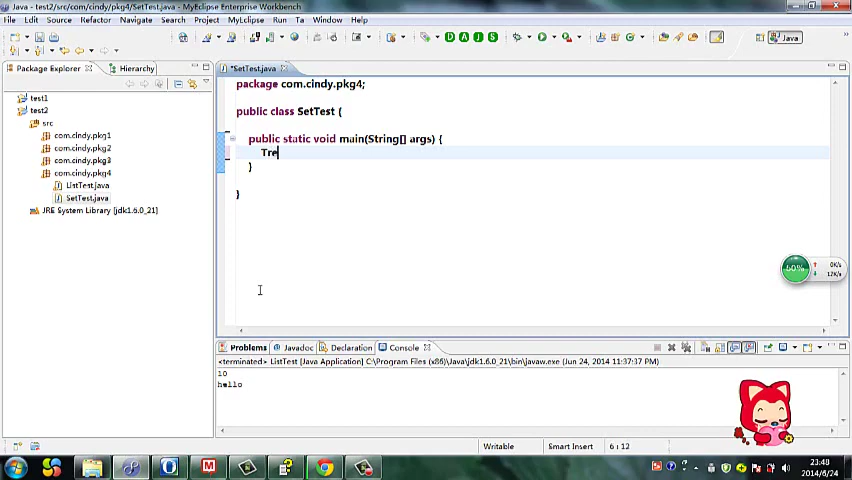 Java - test2/src/com/cindy/pkg4/SetTest.java - MyEclipse Enterprise Workbench
File Edit Source Refactor Navigate Search Project MyEclipse Run Ta Window Help
Java
Package Explorer Hierarchy
test1
test2
src
com.cindy.pkg1
com.cindy.pkg2
com.cindy.pkg3
com.cindy.pkg4
ListTest.java
SetTest.java
JRE System Library [jdk1.6.0_21]
*SetTest.java
package com.cindy.pkg4;
public class SetTest {
public static void main(String[] args) {
Tre
}
}
60%
0K/s
12K/s
Problems Javadoc Declaration Console
<terminated> ListTest [Java Application] C:\Program Files\Java\jdk1.6.0_21\bin\javaw.exe (Jun 24, 2014 11:37:37 PM)
10
hello
Writable Smart Insert 6 : 12
23:48
2014/6/24